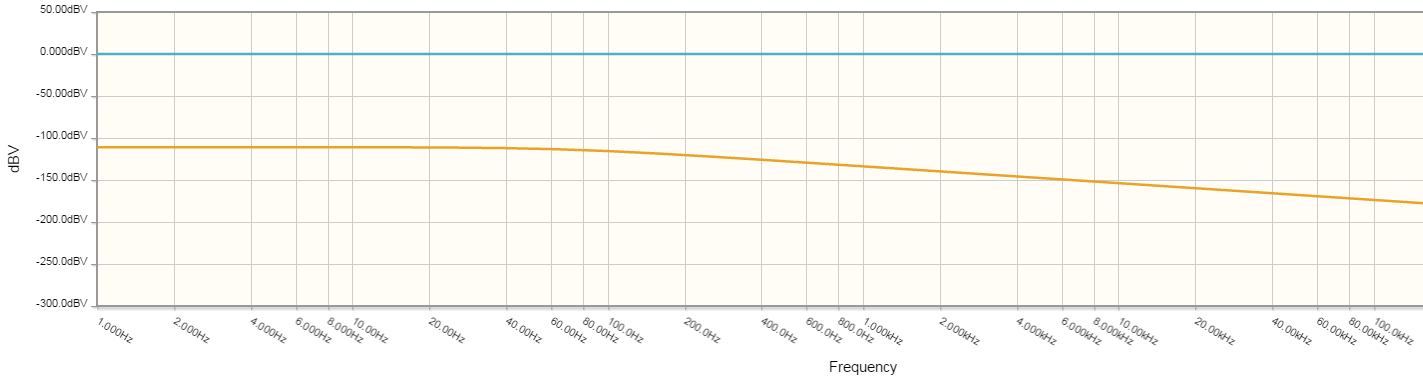 50.00dBV
0.000dBV
-50.00dBV
-100.0dBV
-150.0dBV
-200.0dBV
-250.0dBV
-300.0dBV
dBV
1.000Hz
2.000Hz
4.000Hz
6.000Hz
8.000Hz
10.00Hz
20.00Hz
40.00Hz
60.00Hz
80.00Hz
100.0Hz
200.0Hz
400.0Hz
600.0Hz
800.0Hz
1.000kHz
2.000kHz
4.000kHz
6.000kHz
8.000kHz
10.00kHz
20.00kHz
40.00kHz
60.00kHz
80.00kHz
100.0kHz
Frequency